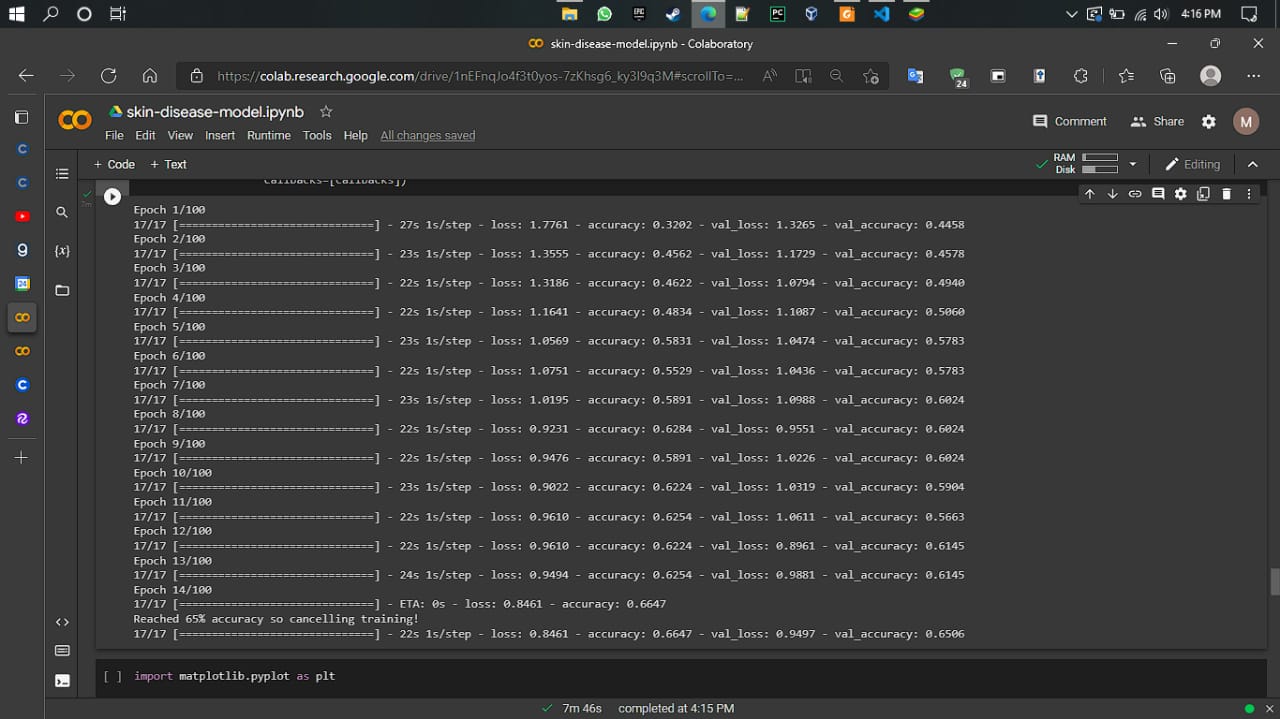 4:16 PM
skin-disease-model.ipynb - Colaboratory
https://colab.research.google.com/drive/1nEFnqJo4f3t0yos-7zKhsg6_ky3I9q3M#scrollTo=...
24
skin-disease-model.ipynb
File Edit View Insert Runtime Tools Help All changes saved
Comment Share M
+ Code + Text
RAM
Disk
Editing
callbacks=[callbacks])
Epoch 1/100
17/17 [==============================] - 27s 1s/step - loss: 1.7761 - accuracy: 0.3202 - val_loss: 1.3265 - val_accuracy: 0.4458
Epoch 2/100
17/17 [==============================] - 23s 1s/step - loss: 1.3555 - accuracy: 0.4562 - val_loss: 1.1729 - val_accuracy: 0.4578
Epoch 3/100
17/17 [==============================] - 22s 1s/step - loss: 1.3186 - accuracy: 0.4622 - val_loss: 1.0794 - val_accuracy: 0.4940
Epoch 4/100
17/17 [==============================] - 22s 1s/step - loss: 1.1641 - accuracy: 0.4834 - val_loss: 1.1087 - val_accuracy: 0.5060
Epoch 5/100
17/17 [==============================] - 23s 1s/step - loss: 1.0569 - accuracy: 0.5831 - val_loss: 1.0474 - val_accuracy: 0.5783
Epoch 6/100
17/17 [==============================] - 22s 1s/step - loss: 1.0751 - accuracy: 0.5529 - val_loss: 1.0436 - val_accuracy: 0.5783
Epoch 7/100
17/17 [==============================] - 23s 1s/step - loss: 1.0195 - accuracy: 0.5891 - val_loss: 1.0988 - val_accuracy: 0.6024
Epoch 8/100
17/17 [==============================] - 22s 1s/step - loss: 0.9231 - accuracy: 0.6284 - val_loss: 0.9551 - val_accuracy: 0.6024
Epoch 9/100
17/17 [==============================] - 22s 1s/step - loss: 0.9476 - accuracy: 0.5891 - val_loss: 1.0226 - val_accuracy: 0.6024
Epoch 10/100
17/17 [==============================] - 23s 1s/step - loss: 0.9022 - accuracy: 0.6224 - val_loss: 1.0319 - val_accuracy: 0.5904
Epoch 11/100
17/17 [==============================] - 22s 1s/step - loss: 0.9610 - accuracy: 0.6254 - val_loss: 1.0611 - val_accuracy: 0.5663
Epoch 12/100
17/17 [==============================] - 22s 1s/step - loss: 0.9610 - accuracy: 0.6224 - val_loss: 0.8961 - val_accuracy: 0.6145
Epoch 13/100
17/17 [==============================] - 24s 1s/step - loss: 0.9494 - accuracy: 0.6254 - val_loss: 0.9881 - val_accuracy: 0.6145
Epoch 14/100
17/17 [==============================] - ETA: 0s - loss: 0.8461 - accuracy: 0.6647
Reached 65% accuracy so cancelling training!
17/17 [==============================] - 22s 1s/step - loss: 0.8461 - accuracy: 0.6647 - val_loss: 0.9497 - val_accuracy: 0.6506
[ ] import matplotlib.pyplot as plt
7m 46s completed at 4:15 PM